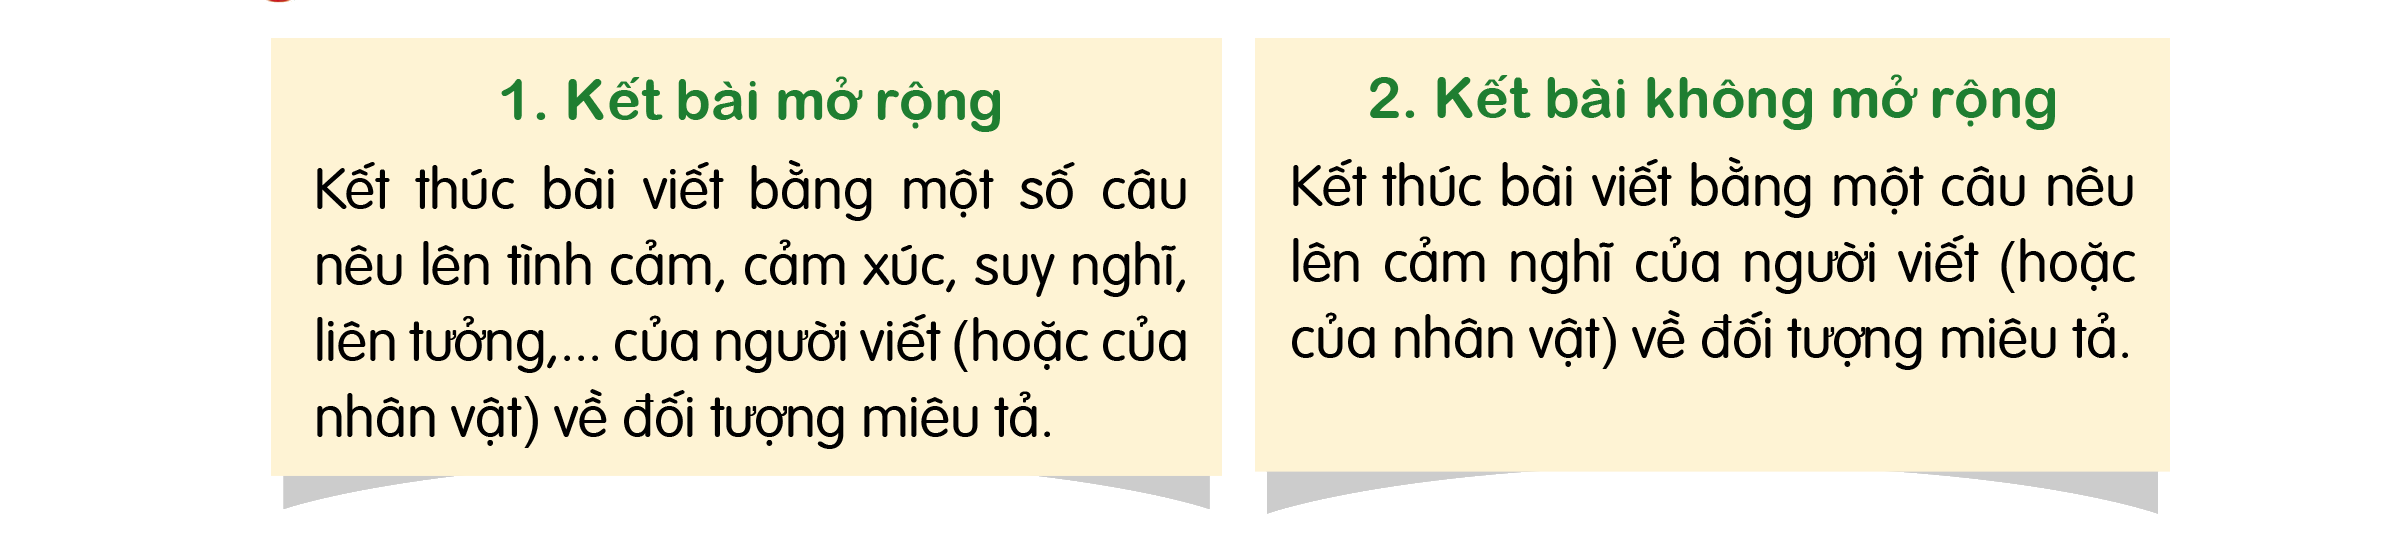 1. Kết bài mở rộng
Kết thúc bài viết bằng một số câu
nêu lên tình cảm, cảm xúc, suy nghĩ,
liên tưởng,... của người viết (hoặc của
nhân vật) về đối tượng miêu tả.
2. Kết bài không mở rộng
Kết thúc bài viết bằng một câu nêu
lên cảm nghĩ của người viết (hoặc
của nhân vật) về đối tượng miêu tả.